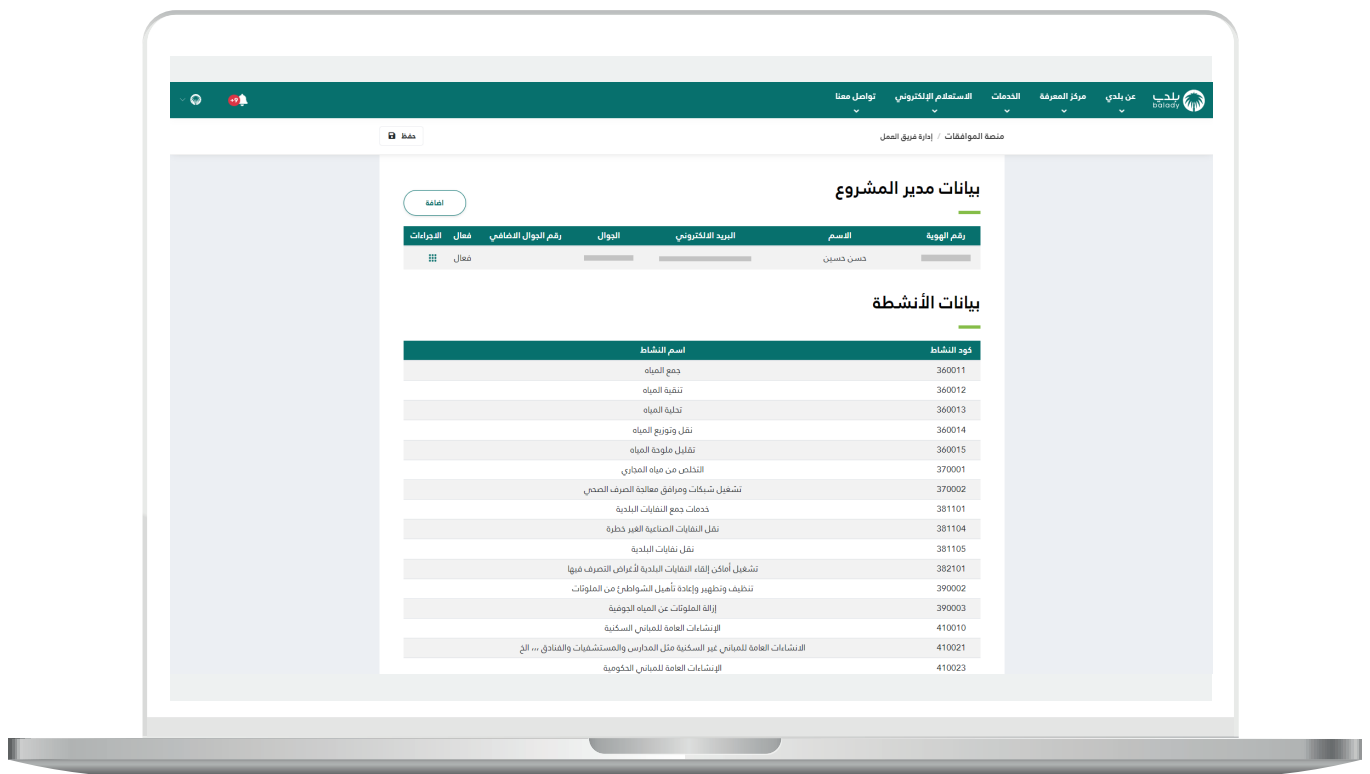 بلدي عن بلدي مركز المعرفة الخدمات الاستعلام الإلكتروني تواصل معنا +9
balady
منصة الموافقات / إدارة فريق العمل حفظ
بيانات مدير المشروع
اضافة
رقم الهوية الاسم البريد الالكتروني الجوال رقم الجوال الاضافي فعال الاجراءات
حسن حسين فعال
بيانات الأنشطة
كود النشاط اسم النشاط
360011 جمع المياه
360012 تنقية المياه
360013 تحلية المياه
360014 نقل وتوزيع المياه
360015 تقليل ملوحة المياه
370001 التخلص من مياه المجاري
370002 تشغيل شبكات ومرافق معالجة الصرف الصحي
381101 خدمات جمع النفايات البلدية
381104 نقل النفايات الصناعية الغير خطرة
381105 نقل نفايات البلدية
382101 تشغيل أماكن إلقاء النفايات البلدية لأغراض التصرف فيها
390002 تنظيف وتطهير وإعادة تأهيل الشواطئ من الملوثات
390003 إزالة الملوثات عن المياه الجوفية
410010 الإنشاءات العامة للمباني السكنية
410021 الانشاءات العامة للمباني غير السكنية مثل المدارس والمستشفيات والفنادق ،،، الخ
410023 الإنشاءات العامة للمباني الحكومية